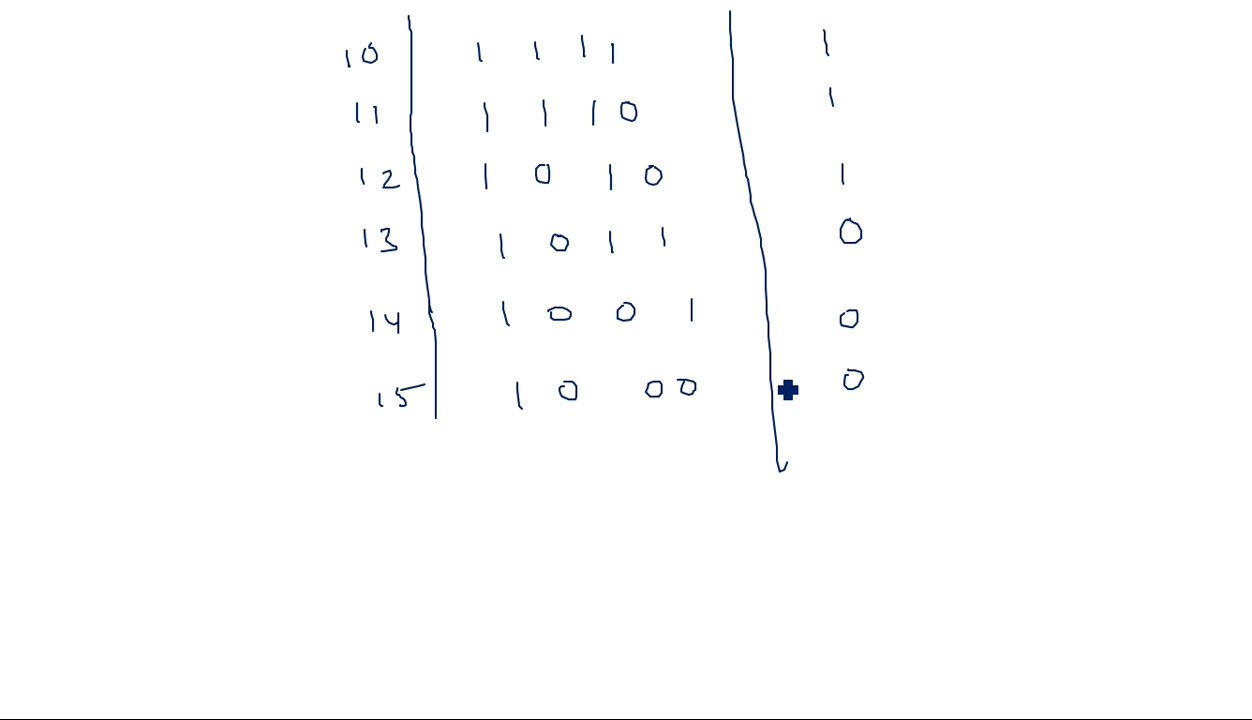 10 1 1 1 1 1
11 1 1 1 0 1
12 1 0 1 0 1
13 1 0 1 1 0
14 1 0 0 1 0
15 1 0 0 0 0